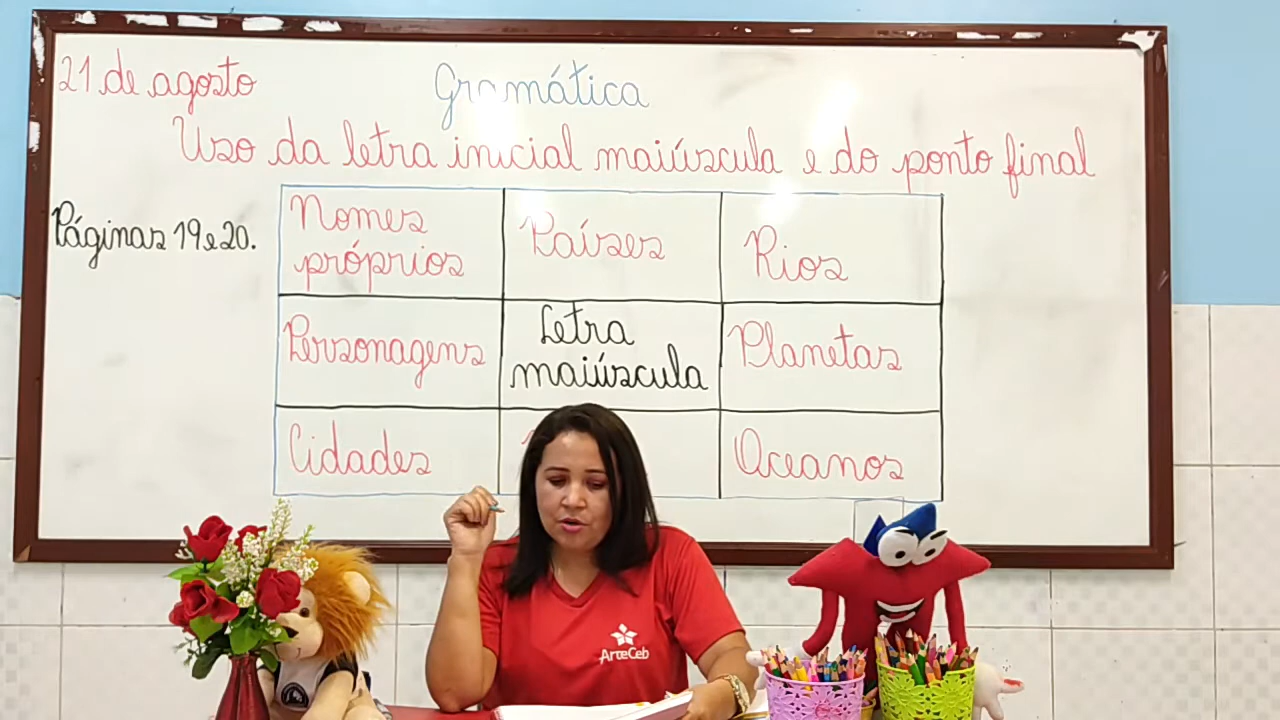 21 de agosto
Gramática
Uso da letra inicial maiúscula e do ponto final
Páginas 19 e 20.
Nomes
próprios
Países
Rios
Personagens
Letra
maiúscula
Planetas
Cidades
Oceanos
ArteCeb